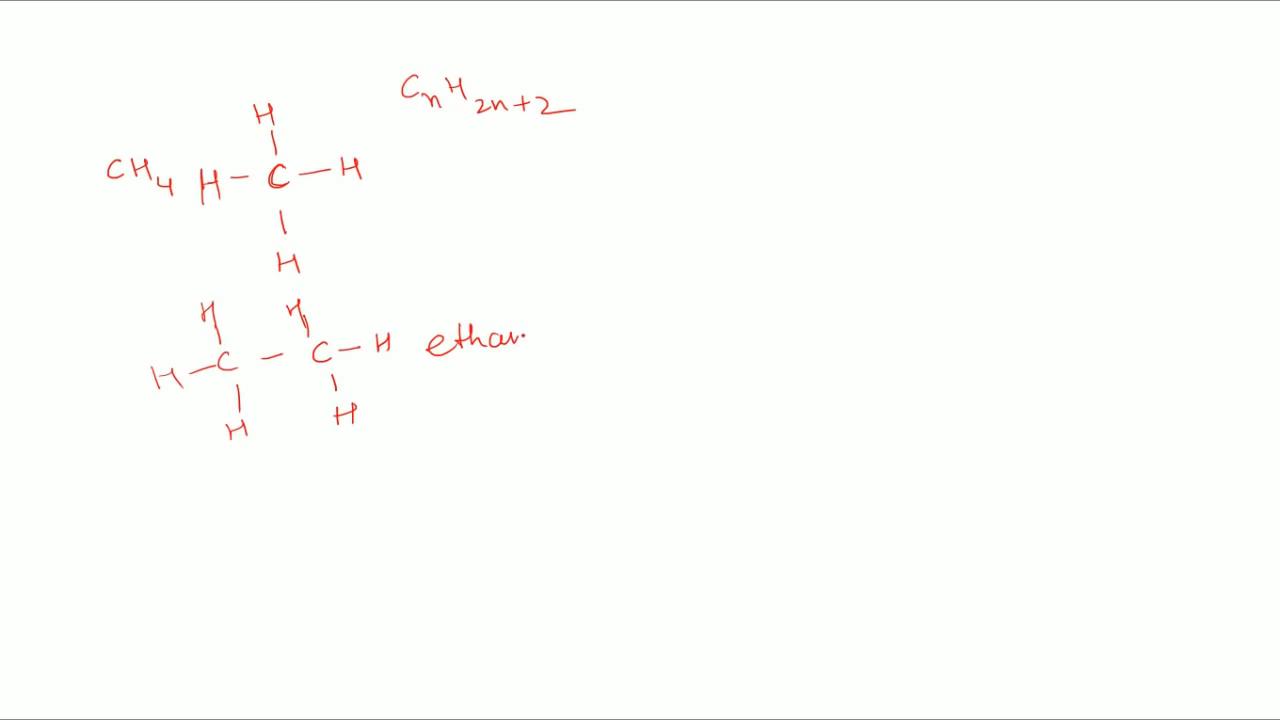 CₙH₂ₙ₊₂
H
CH₄ H – C – H
H
H H
H – C – C – H ethan
H H